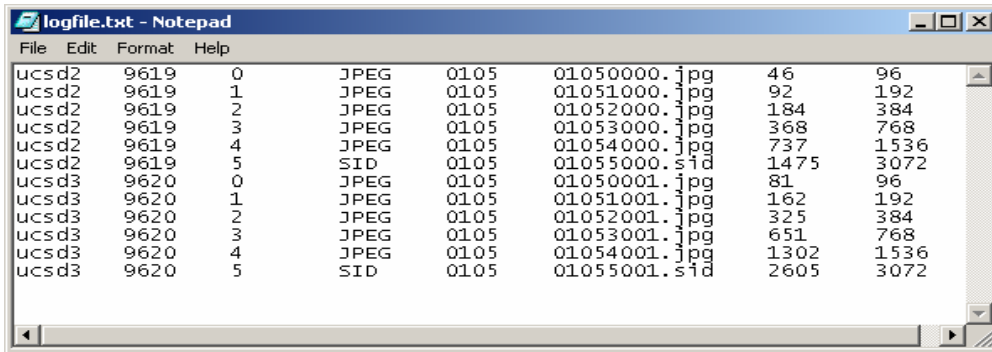 logfile.txt - Notepad
File Edit Format Help
ucsd2 9619 0 JPEG 0105 01050000.jpg 46 96
ucsd2 9619 1 JPEG 0105 01051000.jpg 92 192
ucsd2 9619 2 JPEG 0105 01052000.jpg 184 384
ucsd2 9619 3 JPEG 0105 01053000.jpg 368 768
ucsd2 9619 4 JPEG 0105 01054000.jpg 737 1536
ucsd2 9619 5 SID 0105 01055000.sid 1475 3072
ucsd3 9620 0 JPEG 0105 01050001.jpg 81 96
ucsd3 9620 1 JPEG 0105 01051001.jpg 162 192
ucsd3 9620 2 JPEG 0105 01052001.jpg 325 384
ucsd3 9620 3 JPEG 0105 01053001.jpg 651 768
ucsd3 9620 4 JPEG 0105 01054001.jpg 1302 1536
ucsd3 9620 5 SID 0105 01055001.sid 2605 3072